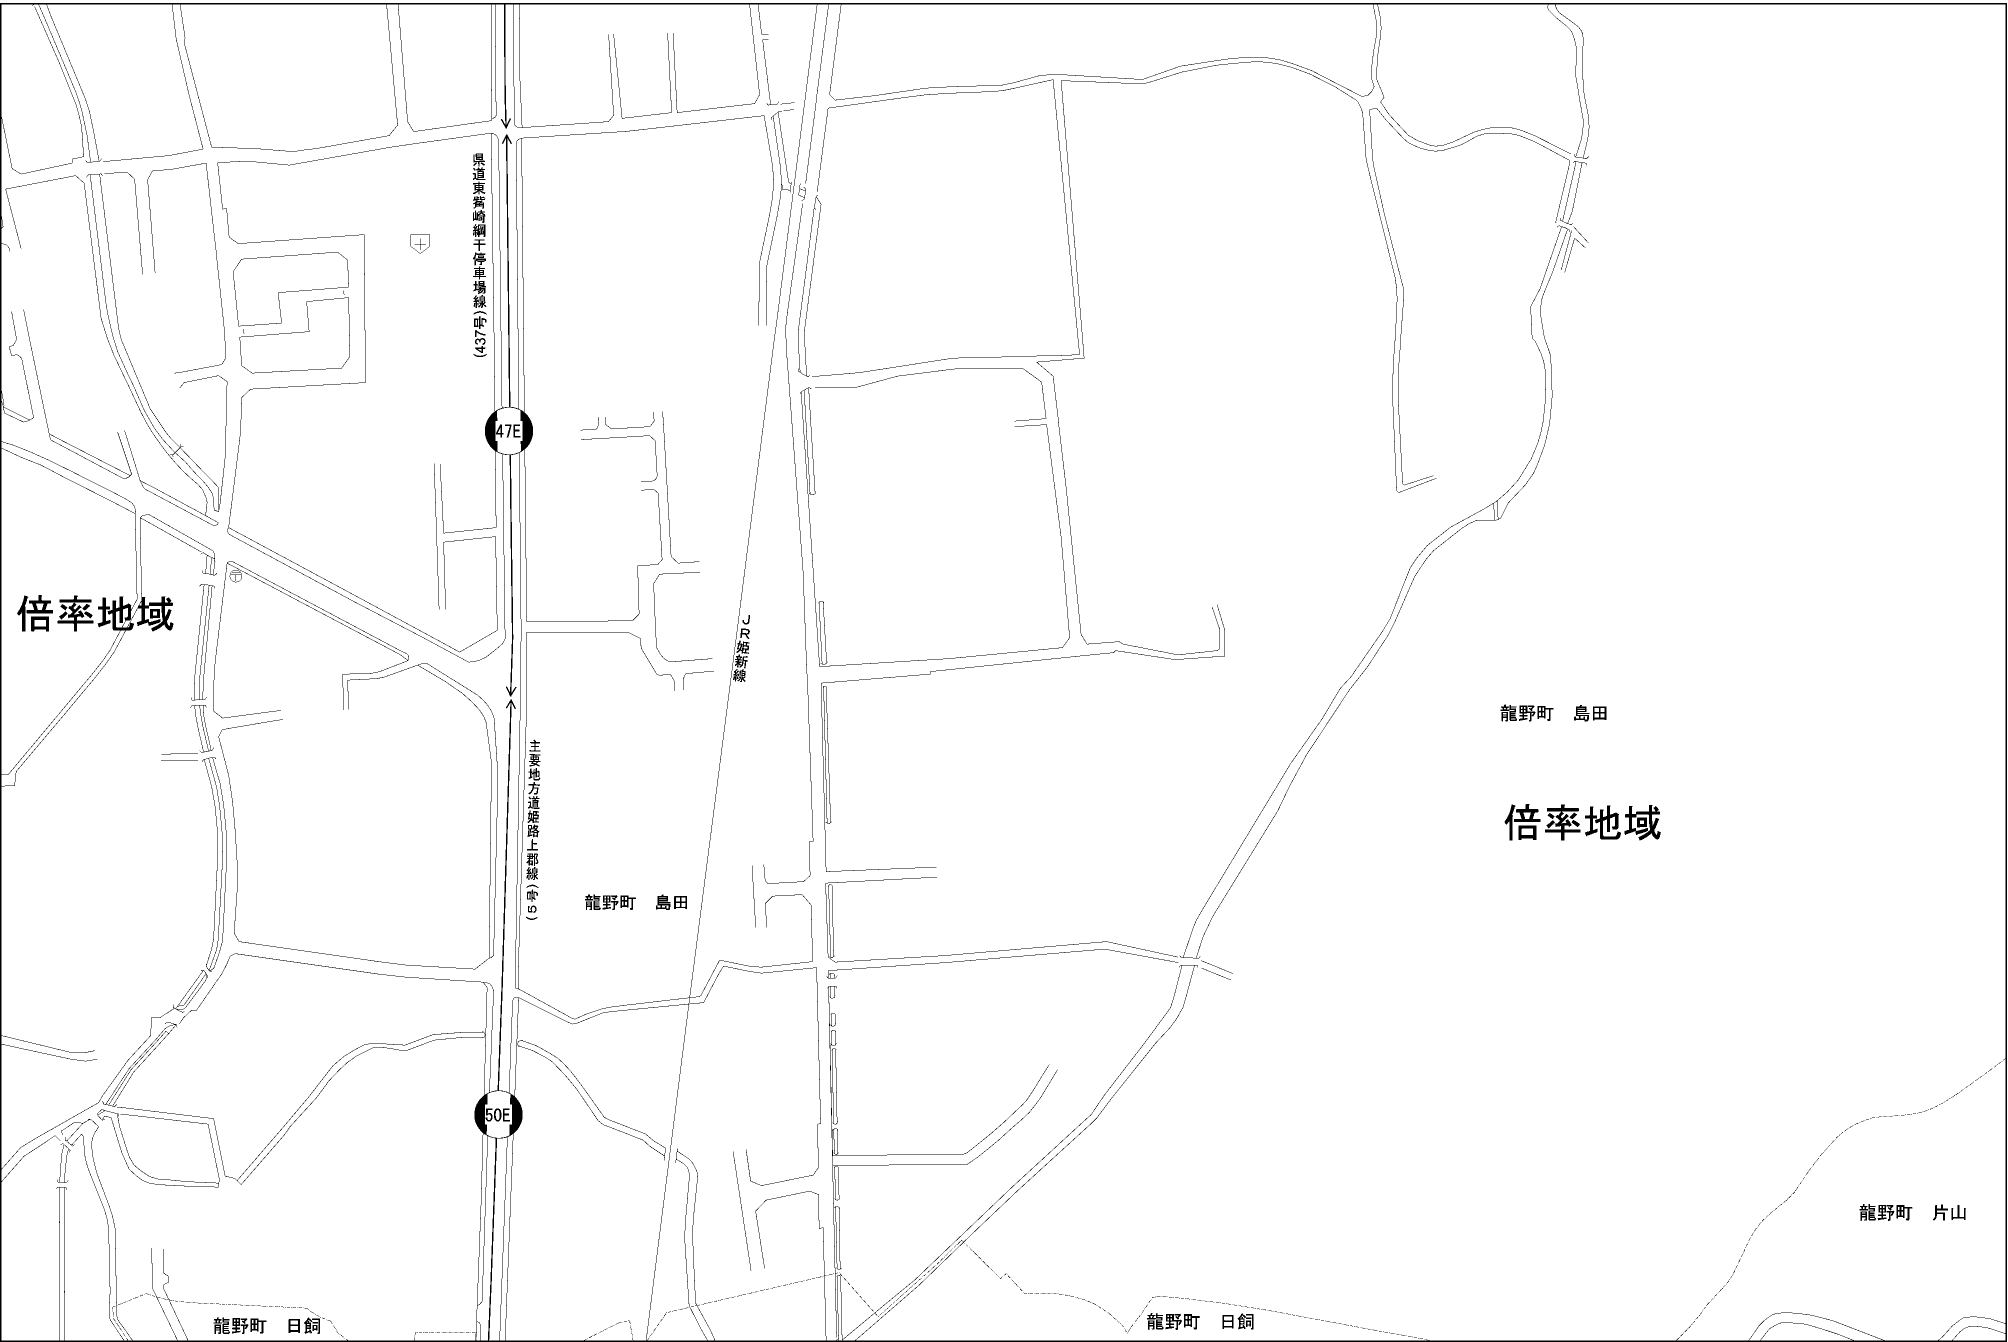 県道東觜崎網干停車場線(437号)
47E
倍率地域
JR姫新線
龍野町 島田
主要地方道姫路上郡線(5号)
倍率地域
龍野町 島田
50E
龍野町 片山
龍野町 日飼
龍野町 日飼